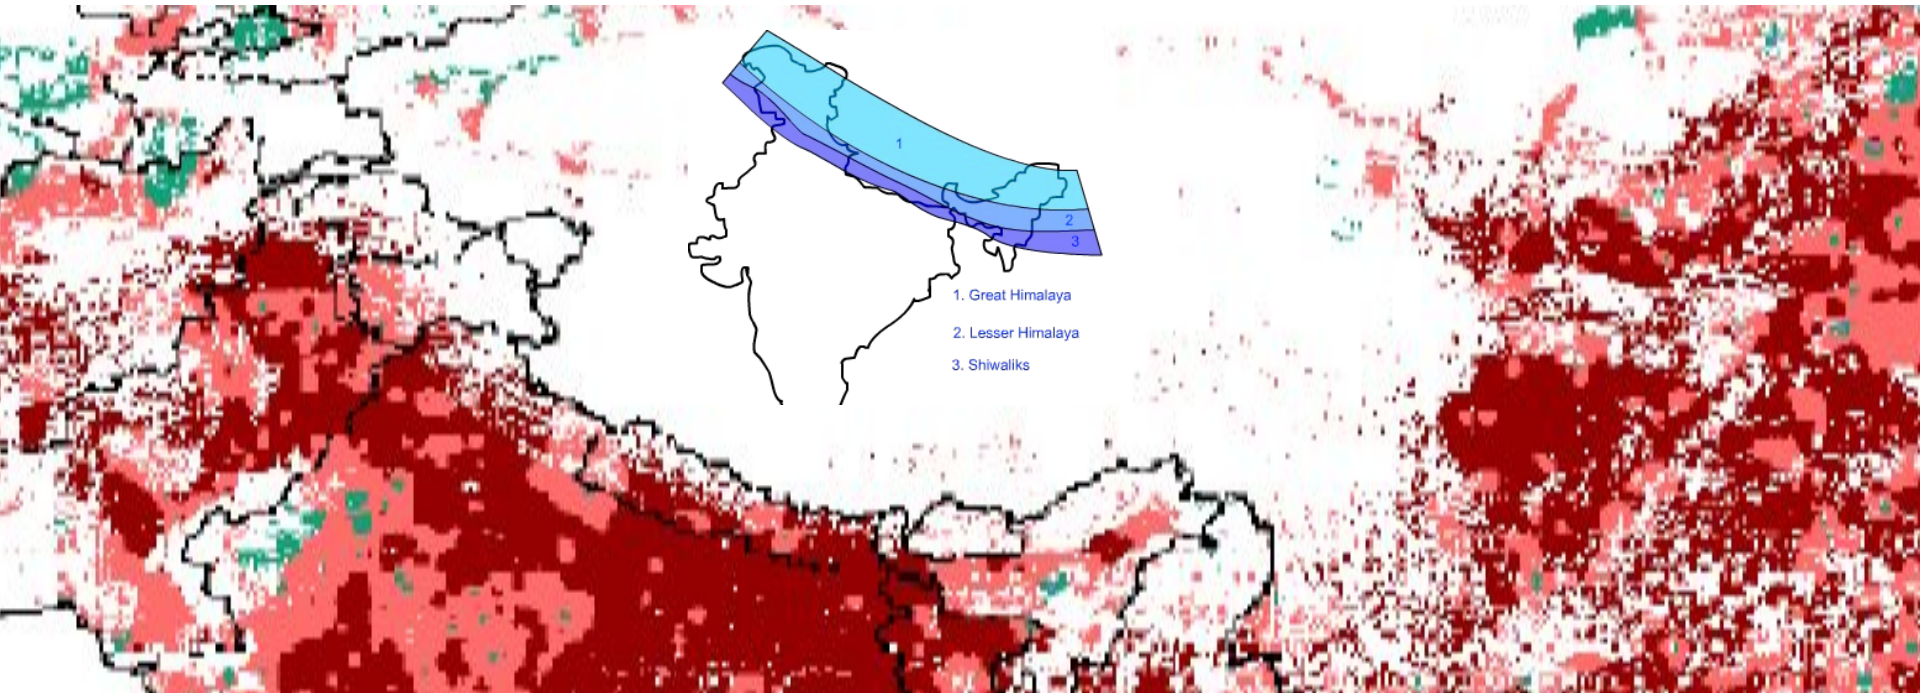 1
2
3
1. Great Himalaya
2. Lesser Himalaya
3. Shiwaliks